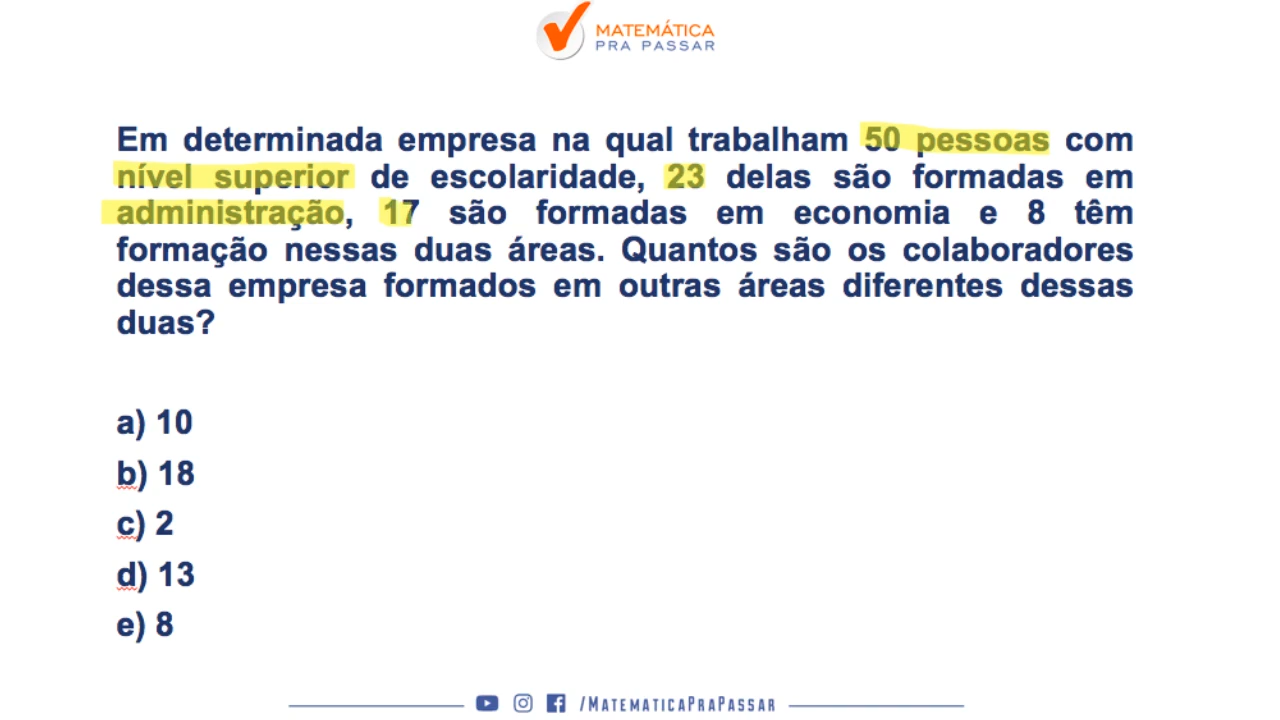 MATEMÁTICA
PRA PASSAR
Em determinada empresa na qual trabalham 50 pessoas com
nível superior de escolaridade, 23 delas são formadas em
administração, 17 são formadas em economia e 8 têm
formação nessas duas áreas. Quantos são os colaboradores
dessa empresa formados em outras áreas diferentes dessas
duas?
a) 10
b) 18
c) 2
d) 13
e) 8
/MATEMATICAPRAPASSAR